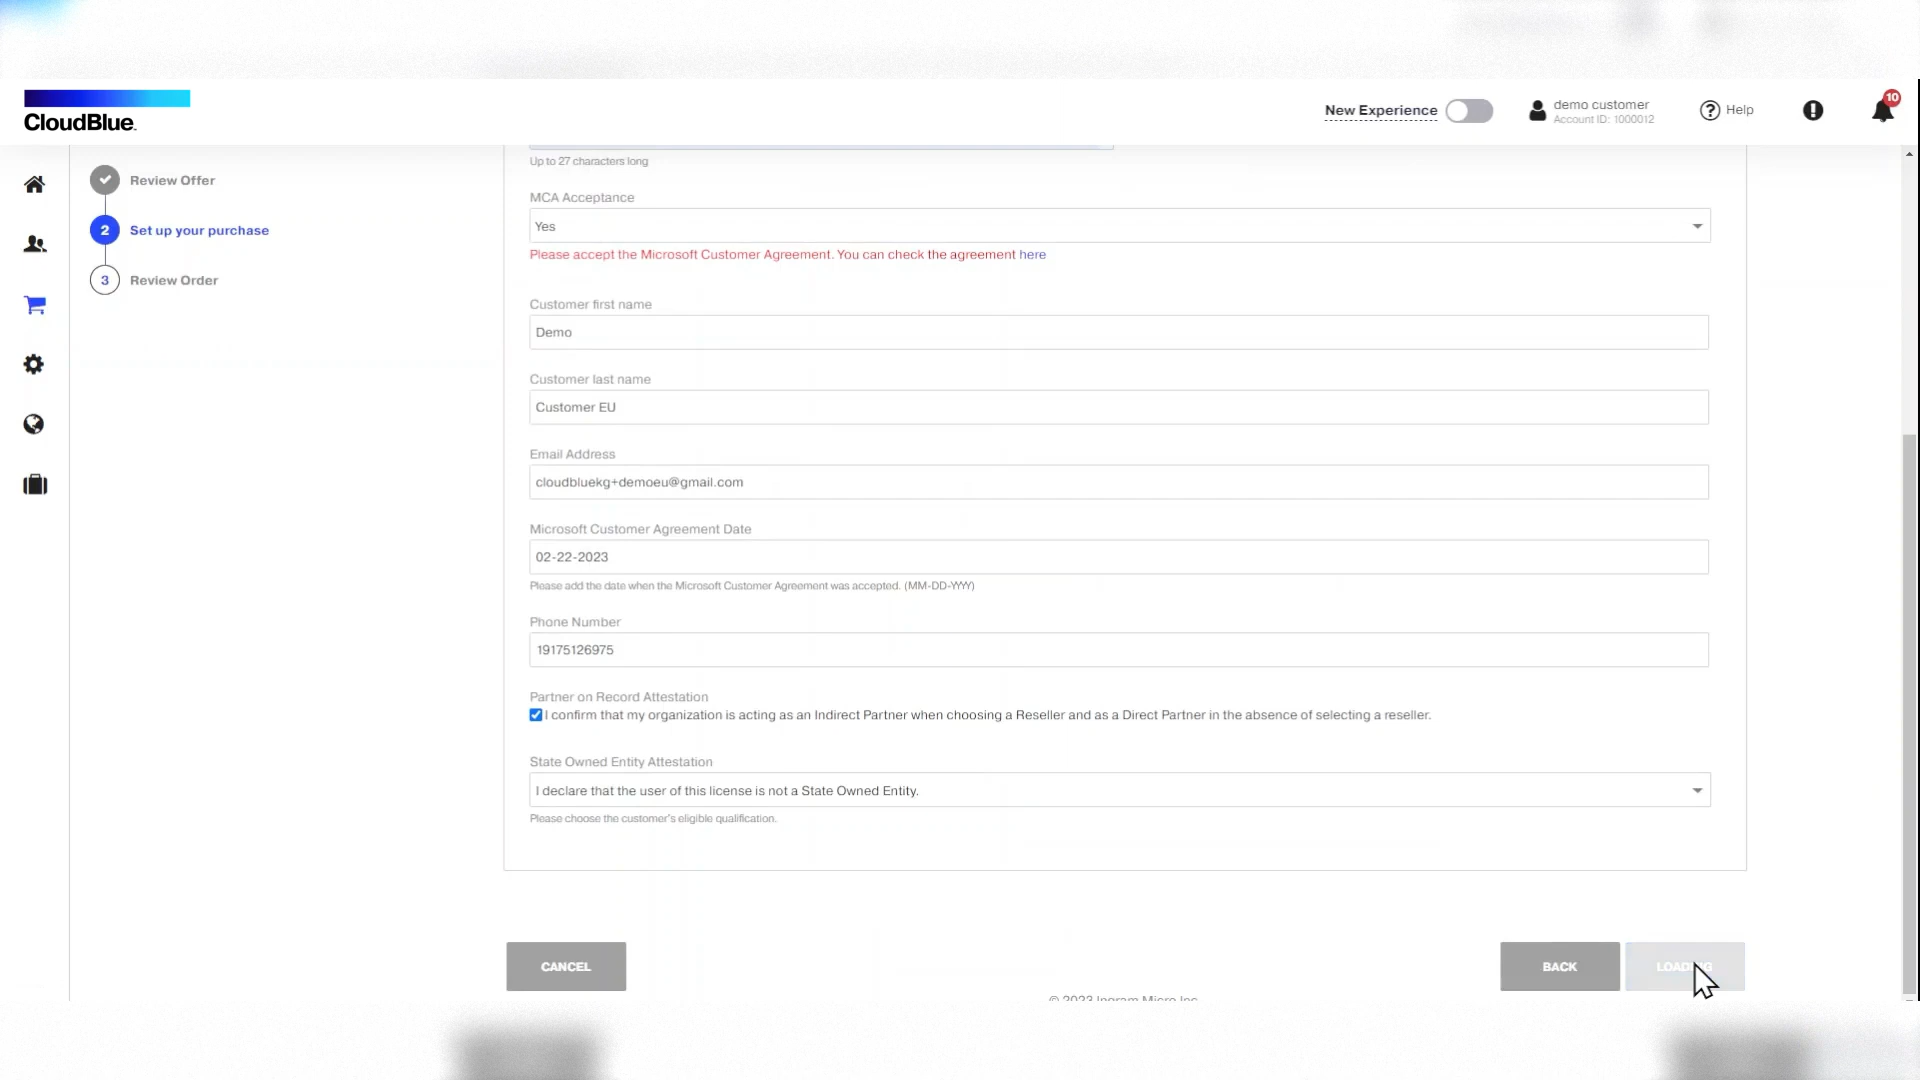 CloudBlue
New Experience
demo customer
Account ID: 1000012
Help
10
Review Offer
2
Set up your purchase
3
Review Order
Up to 27 characters long
MCA Acceptance
Yes
Please accept the Microsoft Customer Agreement. You can check the agreement here
Customer first name
Demo
Customer last name
Customer EU
Email Address
cloudbluekg+demoeu@gmail.com
Microsoft Customer Agreement Date
02-22-2023
Please add the date when the Microsoft Customer Agreement was accepted. (MM-DD-YYYY)
Phone Number
19175126975
Partner on Record Attestation
I confirm that my organization is acting as an Indirect Partner when choosing a Reseller and as a Direct Partner in the absence of selecting a reseller.
State Owned Entity Attestation
I declare that the user of this license is not a State Owned Entity.
Please choose the customer's eligible qualification.
CANCEL
BACK
LOADING
© 2023 Ingram Micro Inc.